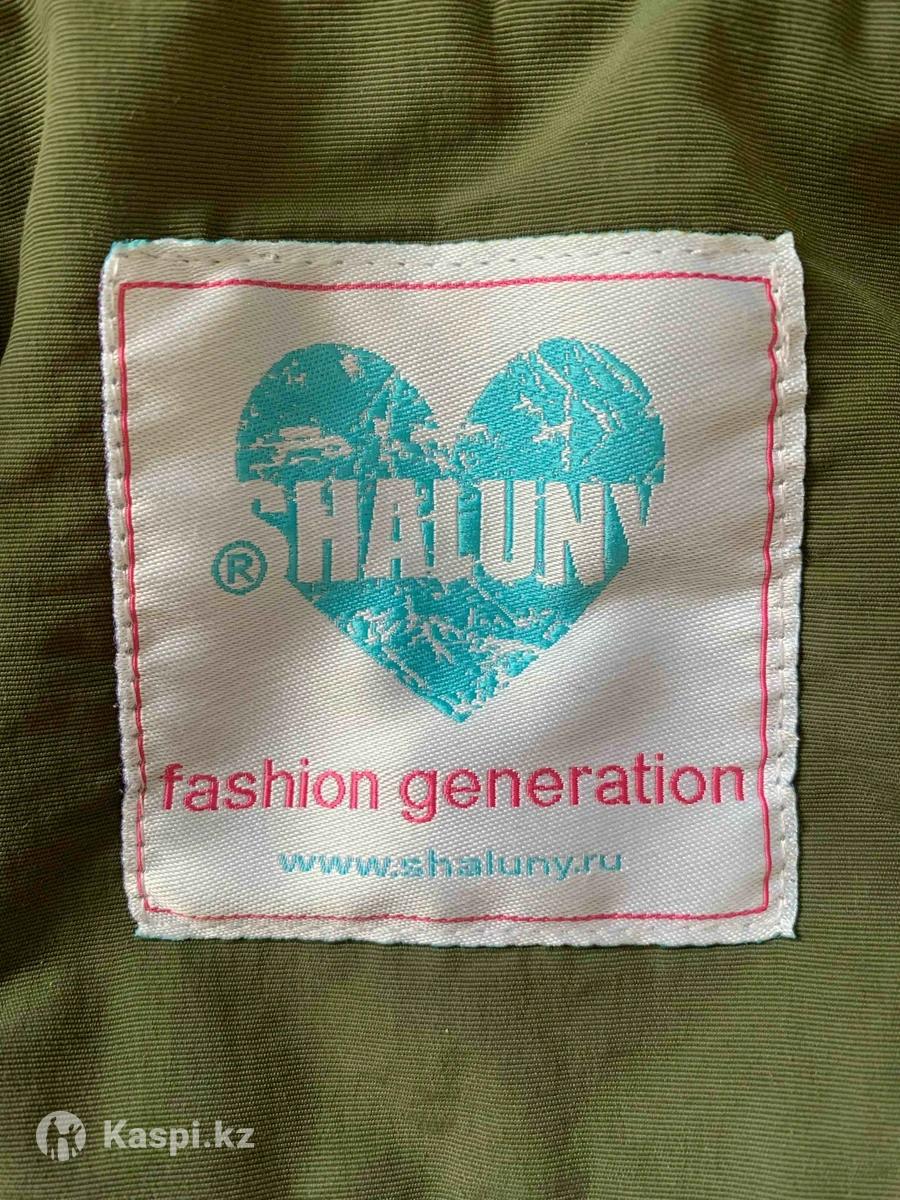 SHALUNY
®
fashion generation
www.shaluny.ru
Kaspi.kz